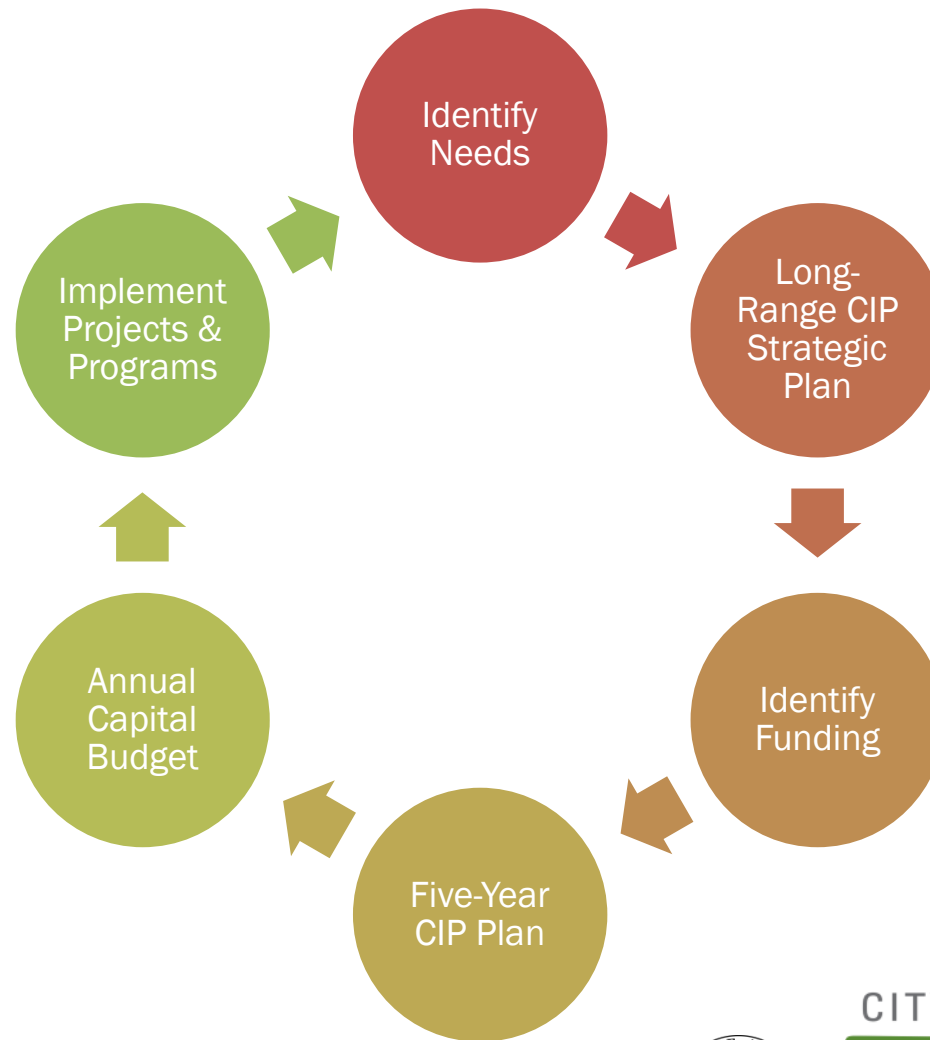 Identify
Needs
Long-
Range CIP
Strategic
Plan
Identify
Funding
Five-Year
CIP Plan
Annual
Capital
Budget
Implement
Projects &
Programs
CIT